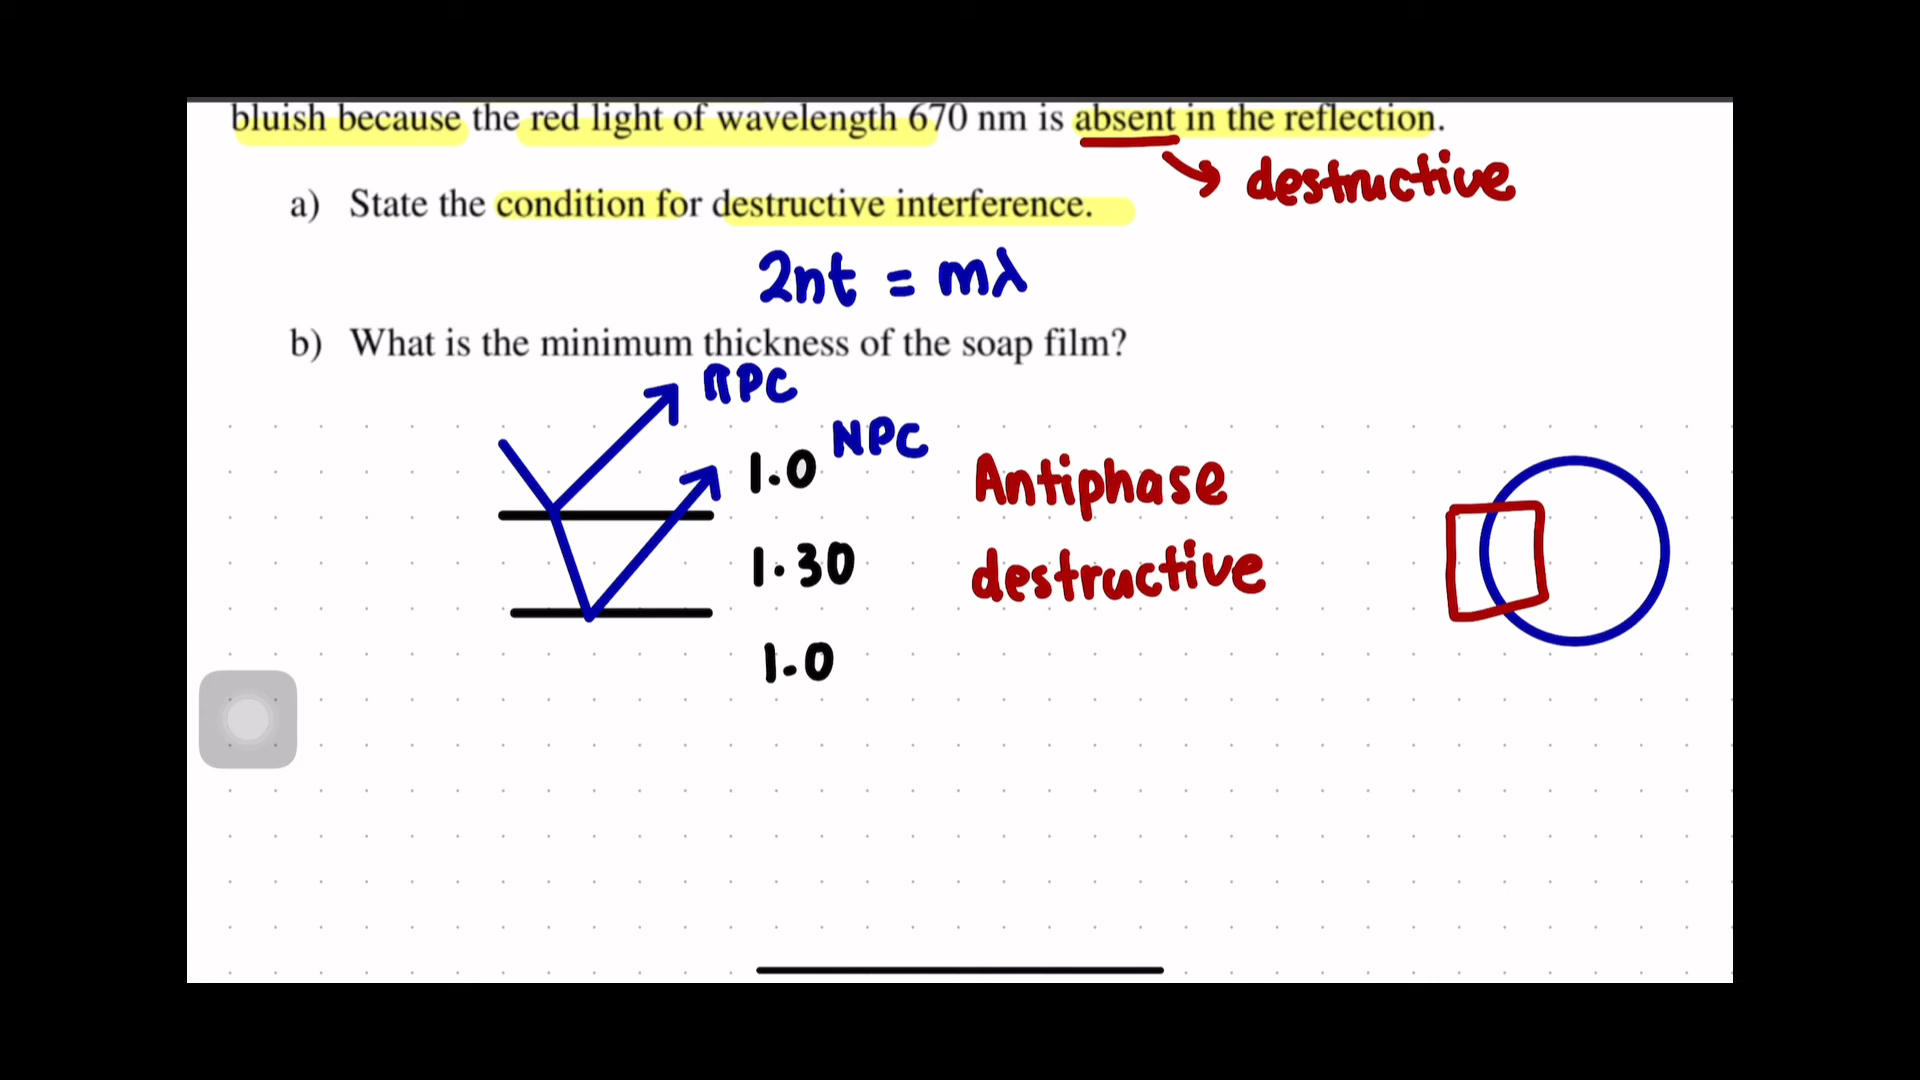 bluish because the red light of wavelength 670 nm is absent in the reflection.
destructive
a) State the condition for destructive interference.
2nt = mλ
b) What is the minimum thickness of the soap film?
πPC
NPC
1.0
Antiphase
1.30
destructive
1.0